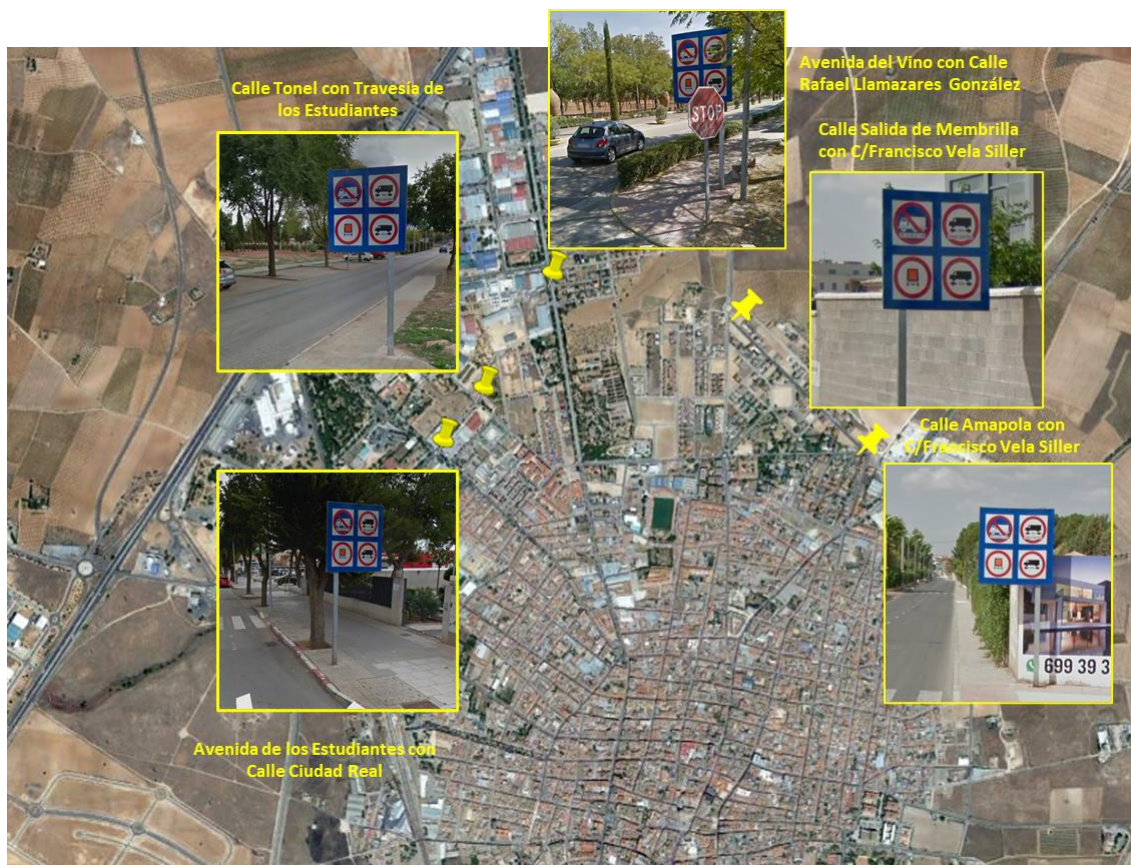 Calle Tonel con Travesía de
los Estudiantes
STOP
Avenida del Vino con Calle
Rafael Llamazares González
Calle Salida de Membrilla
con C/Francisco Vela Siller
Calle Amapola con
C/Francisco Vela Siller
699 39 3
Avenida de los Estudiantes con
Calle Ciudad Real